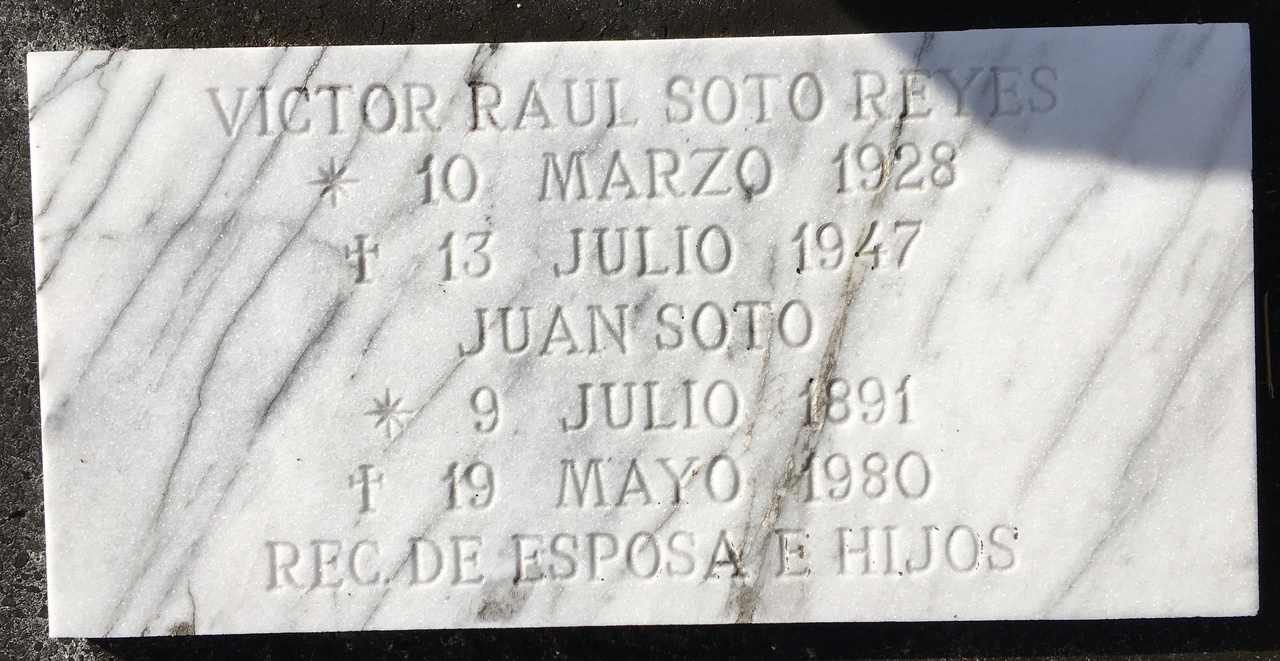 VICTOR RAUL SOTO REYES
* 10 MARZO 1928
✝ 13 JULIO 1947
JUAN SOTO
* 9 JULIO 1891
✝ 19 MAYO 1980
REC. DE ESPOSA E HIJOS